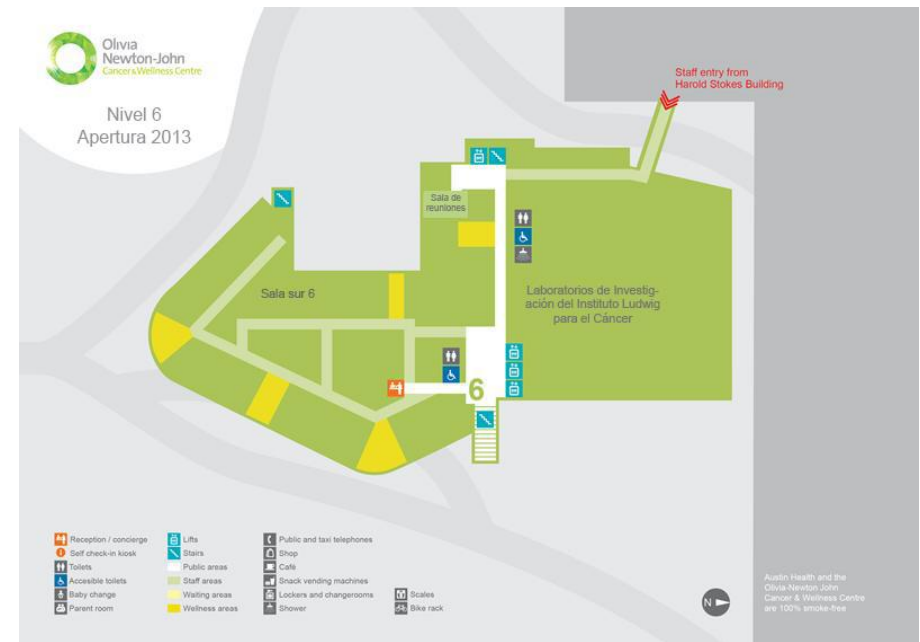 Olivia
Newton-John
Cancer & Wellness Centre
Nivel 6
Apertura 2013
Staff entry from
Harold Stokes Building
Sala de
reuniones
Sala sur 6
Laboratorios de Investig-
ación del Instituto Ludwig
para el Cáncer
6
Reception / concierge
Self check-in kiosk
Toilets
Accesible toilets
Baby change
Parent room
Lifts
Stairs
Public areas
Staff areas
Waiting areas
Wellness areas
Public and taxi telephones
Shop
Café
Snack vending machines
Lockers and changerooms
Shower
Scales
Bike rack
N
Austin Health and the
Olivia-Newton John
Cancer & Wellness Centre
are 100% smoke-free